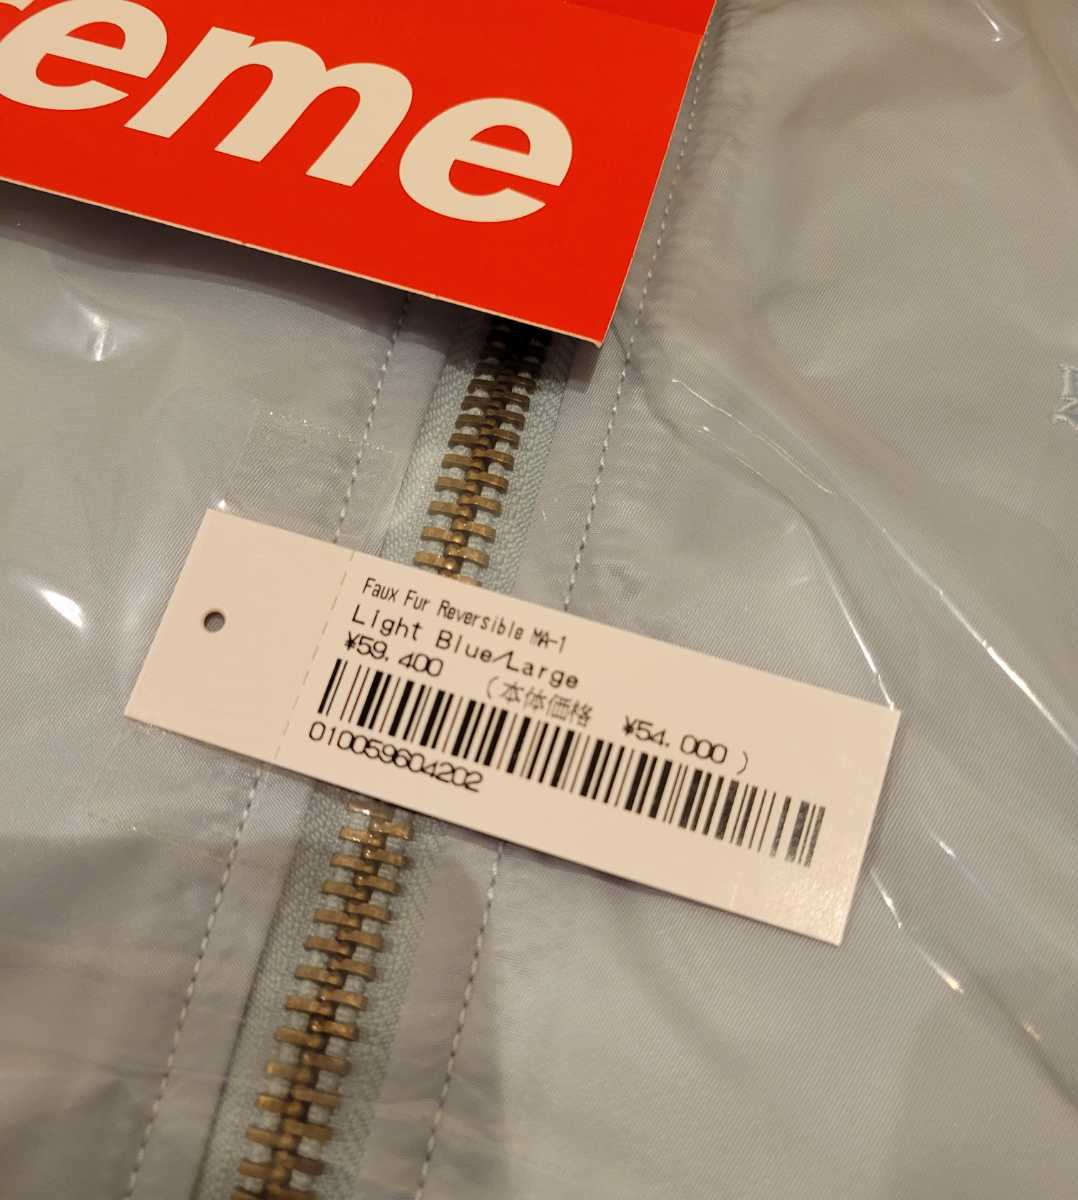 eme
Faux Fur Reversible MA-1
Light Blue/Large
¥59,400 (本体価格 ¥54,000)
010059604202